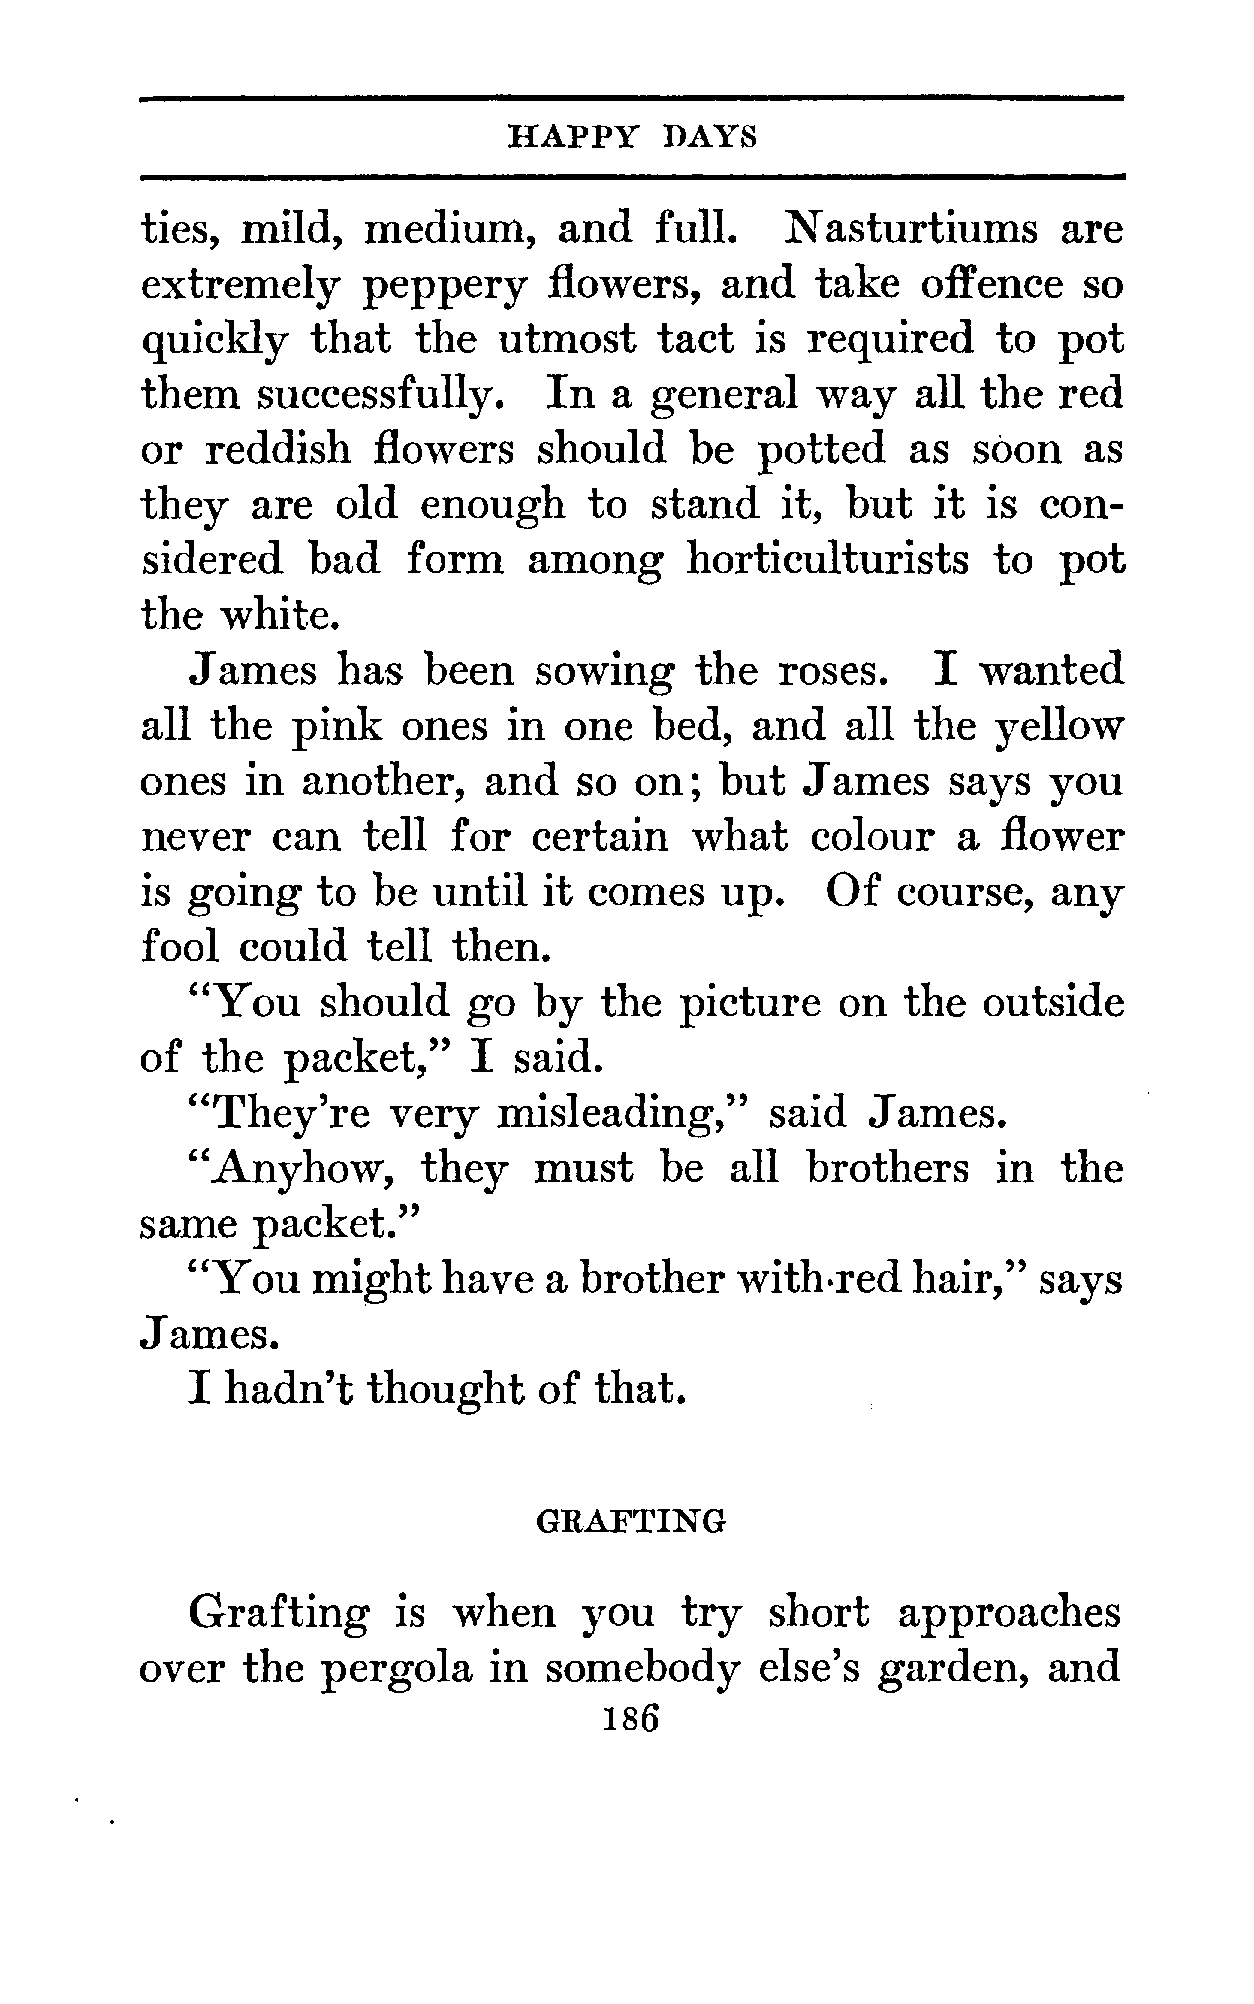 HAPPY DAYS
ties, mild, medium, and full. Nasturtiums are
extremely peppery flowers, and take offence so
quickly that the utmost tact is required to pot
them successfully. In a general way all the red
or reddish flowers should be potted as soon as
they are old enough to stand it, but it is con-
sidered bad form among horticulturists to pot
the white.
James has been sowing the roses. I wanted
all the pink ones in one bed, and all the yellow
ones in another, and so on; but James says you
never can tell for certain what colour a flower
is going to be until it comes up. Of course, any
fool could tell then.
"You should go by the picture on the outside
of the packet," I said.
"They're very misleading," said James.
"Anyhow, they must be all brothers in the
same packet."
"You might have a brother with red hair," says
James.
I hadn't thought of that.
GRAFTING
Grafting is when you try short approaches
over the pergola in somebody else's garden, and
186